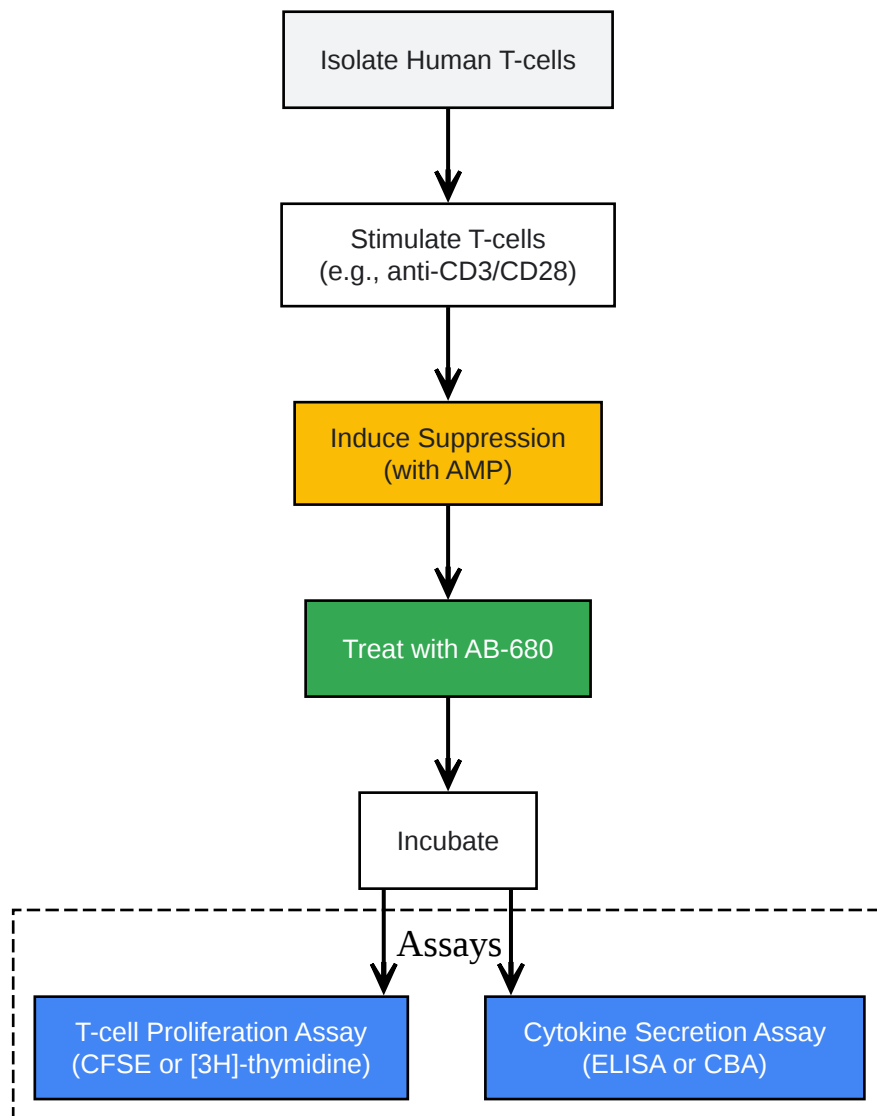 Isolate Human T-cells
Stimulate T-cells
(e.g., anti-CD3/CD28)
Induce Suppression
(with AMP)
Treat with AB-680
Incubate
Assays
T-cell Proliferation Assay
(CFSE or [3H]-thymidine)
Cytokine Secretion Assay
(ELISA or CBA)